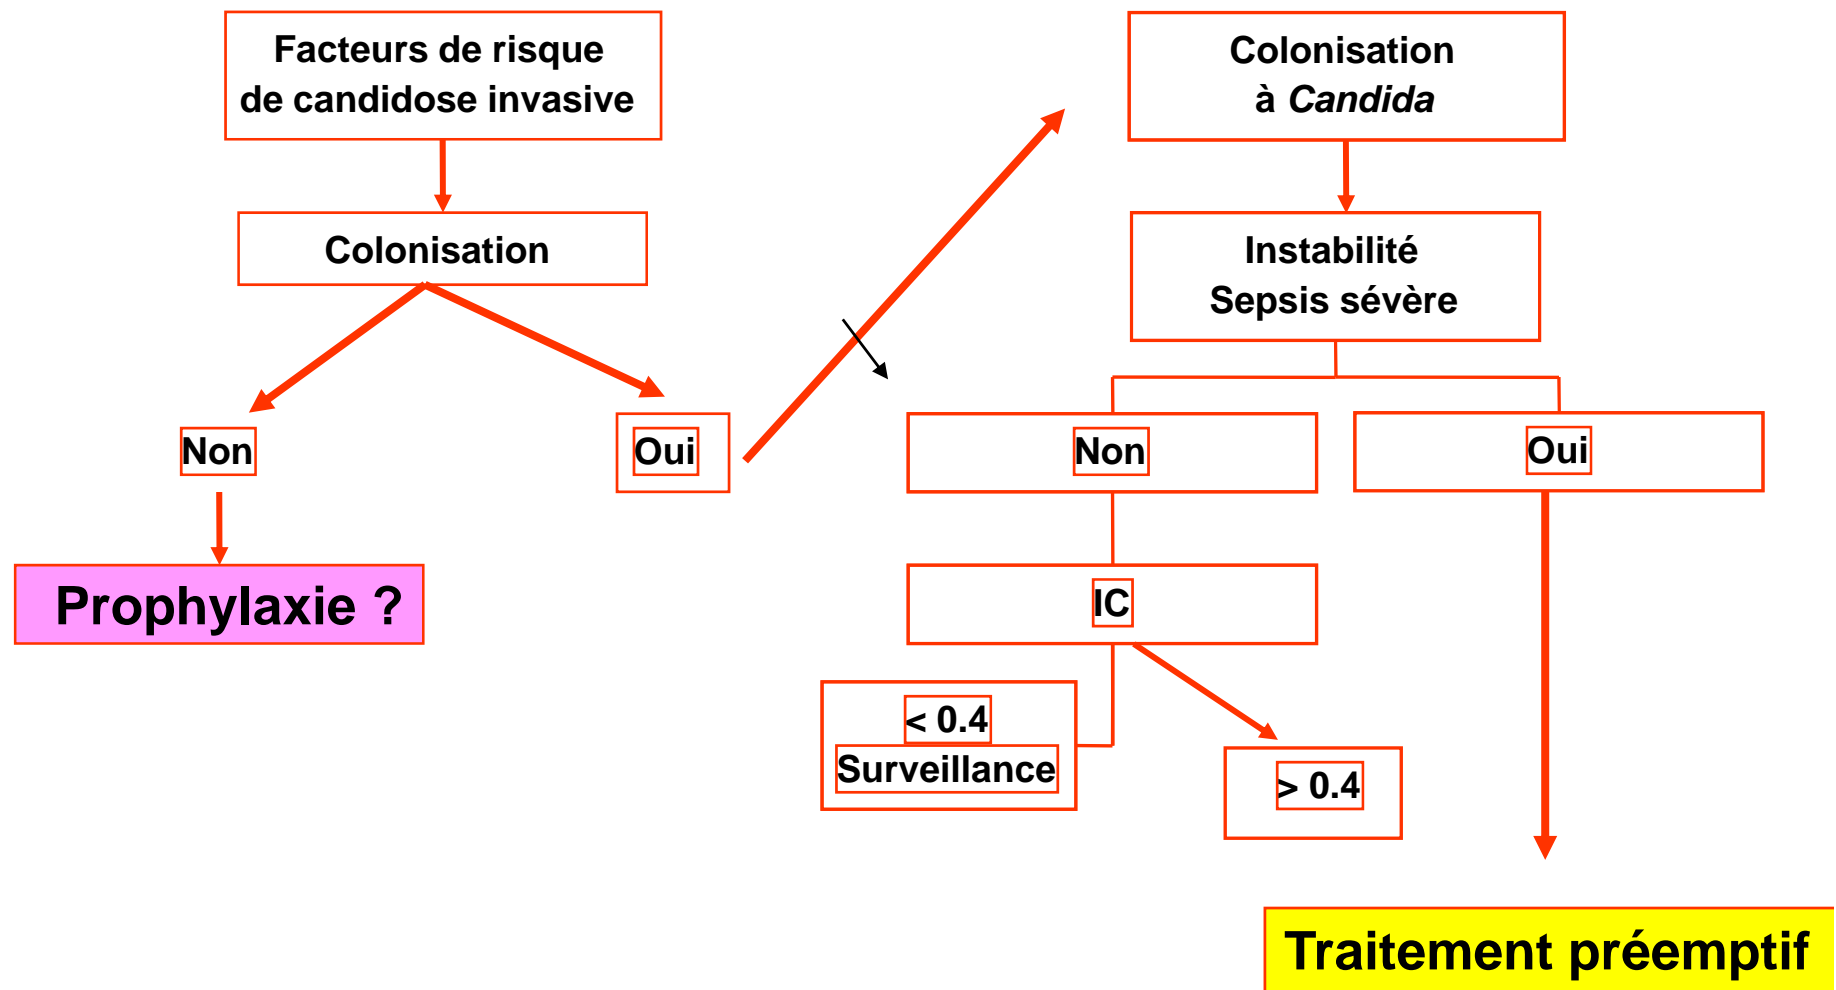 Facteurs de risque
de candidose invasive
Colonisation
Non
Oui
Prophylaxie ?
Colonisation
à Candida
Instabilité
Sepsis sévère
Non
Oui
IC
< 0.4
Surveillance
> 0.4
Traitement préemptif